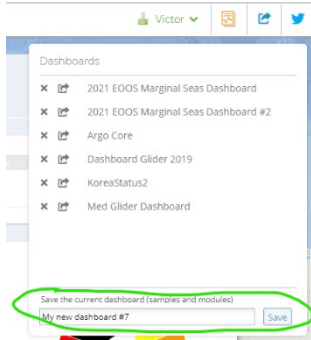 Victor
Dashboards
2021 EOOS Marginal Seas Dashboard
2021 EOOS Marginal Seas Dashboard #2
Argo Core
Dashboard Glider 2019
KoreaStatus2
Med Glider Dashboard
Save the current dashboard (samples and modules)
My new dashboard #7
Save